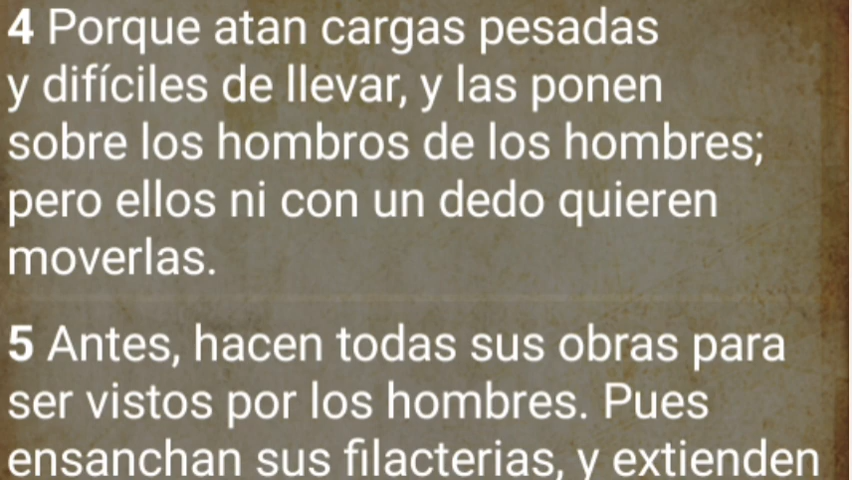 4 Porque atan cargas pesadas
y difíciles de llevar, y las ponen
sobre los hombros de los hombres;
pero ellos ni con un dedo quieren
moverlas.
5 Antes, hacen todas sus obras para
ser vistos por los hombres. Pues
ensanchan sus filacterias, y extienden